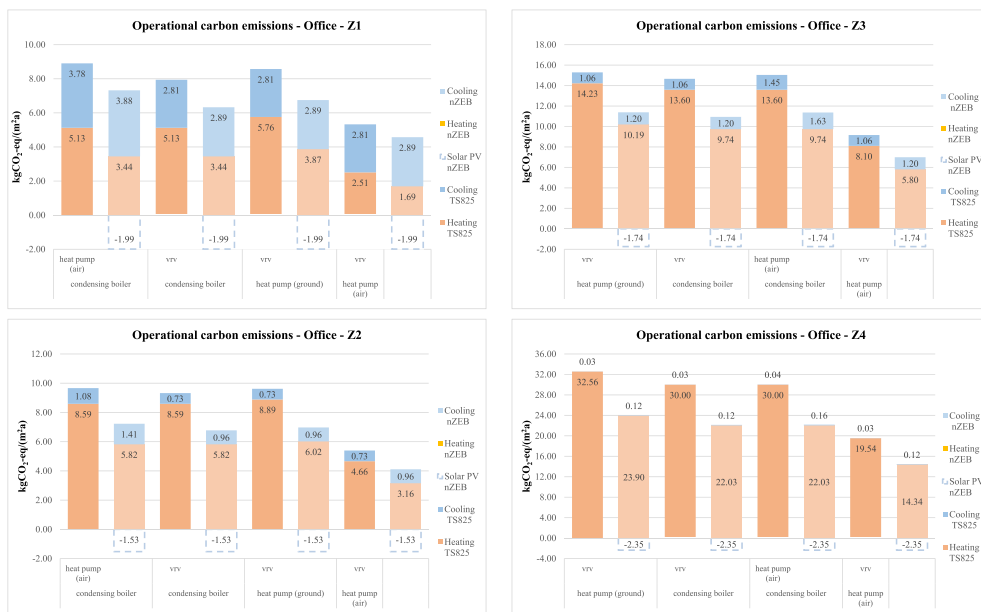 Operational carbon emissions - Office - Z1
kgCO₂-eq/(m²a)
10.00
8.00
6.00
4.00
2.00
0.00
-2.00
3.78
5.13
3.88
3.44
-1.99
2.81
5.13
2.89
3.44
-1.99
2.81
5.76
2.89
3.87
-1.99
2.81
2.51
2.89
1.69
-1.99
heat pump
(air)
vrv
vrv
vrv
condensing boiler
condensing boiler
heat pump (ground)
heat pump
(air)
Cooling
nZEB
Heating
nZEB
Solar PV
nZEB
Cooling
TS825
Heating
TS825
Operational carbon emissions - Office - Z3
kgCO₂-eq/(m²a)
18.00
16.00
14.00
12.00
10.00
8.00
6.00
4.00
2.00
0.00
-2.00
1.06
14.23
1.20
10.19
-1.74
1.06
13.60
1.20
9.74
-1.74
1.45
13.60
1.63
9.74
-1.74
1.06
8.10
1.20
5.80
-1.74
vrv
vrv
heat pump
(air)
vrv
heat pump (ground)
condensing boiler
condensing boiler
heat pump
(air)
Cooling
nZEB
Heating
nZEB
Solar PV
nZEB
Cooling
TS825
Heating
TS825
Operational carbon emissions - Office - Z2
kgCO₂-eq/(m²a)
12.00
10.00
8.00
6.00
4.00
2.00
0.00
-2.00
1.08
8.59
1.41
5.82
-1.53
0.73
8.59
0.96
5.82
-1.53
0.73
8.89
0.96
6.02
-1.53
0.73
4.66
0.96
3.16
-1.53
heat pump
(air)
vrv
vrv
vrv
condensing boiler
condensing boiler
heat pump (ground)
heat pump
(air)
Cooling
nZEB
Heating
nZEB
Solar PV
nZEB
Cooling
TS825
Heating
TS825
Operational carbon emissions - Office - Z4
kgCO₂-eq/(m²a)
36.00
32.00
28.00
24.00
20.00
16.00
12.00
8.00
4.00
0.00
-4.00
0.03
32.56
0.12
23.90
-2.35
0.03
30.00
0.12
22.03
-2.35
0.04
30.00
0.16
22.03
-2.35
0.03
19.54
0.12
14.34
-2.35
vrv
vrv
heat pump
(air)
vrv
heat pump (ground)
condensing boiler
condensing boiler
heat pump
(air)
Cooling
nZEB
Heating
nZEB
Solar PV
nZEB
Cooling
TS825
Heating
TS825